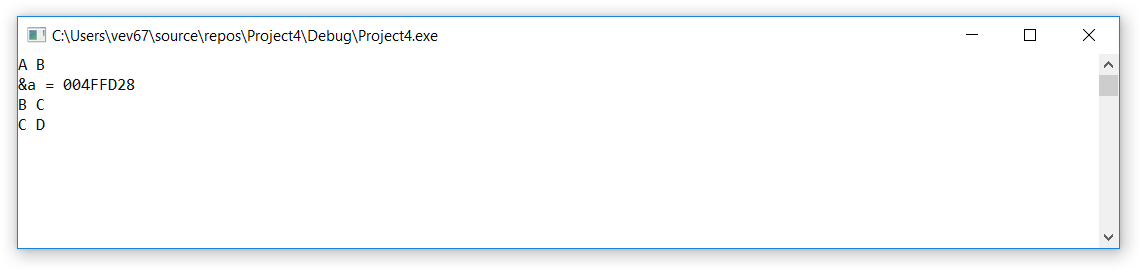 C:\Users\vev67\source\repos\Project4\Debug\Project4.exe
A B
&a = 004FFD28
B C
C D